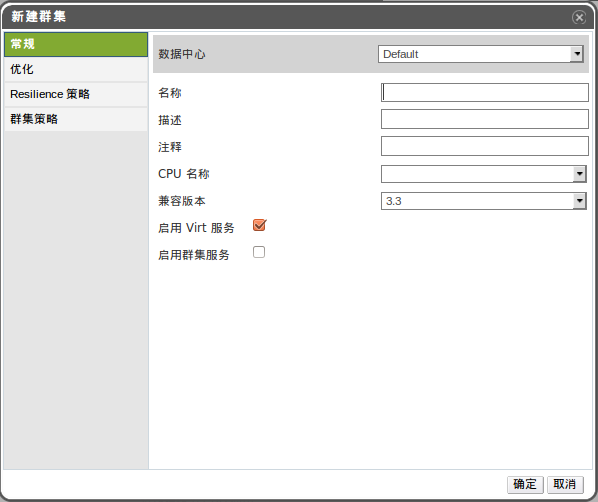 新建群集
常规
优化
Resilience 策略
群集策略
数据中心 Default
名称
描述
注释
CPU 名称
兼容版本 3.3
启用 Virt 服务
启用群集服务
确定 取消